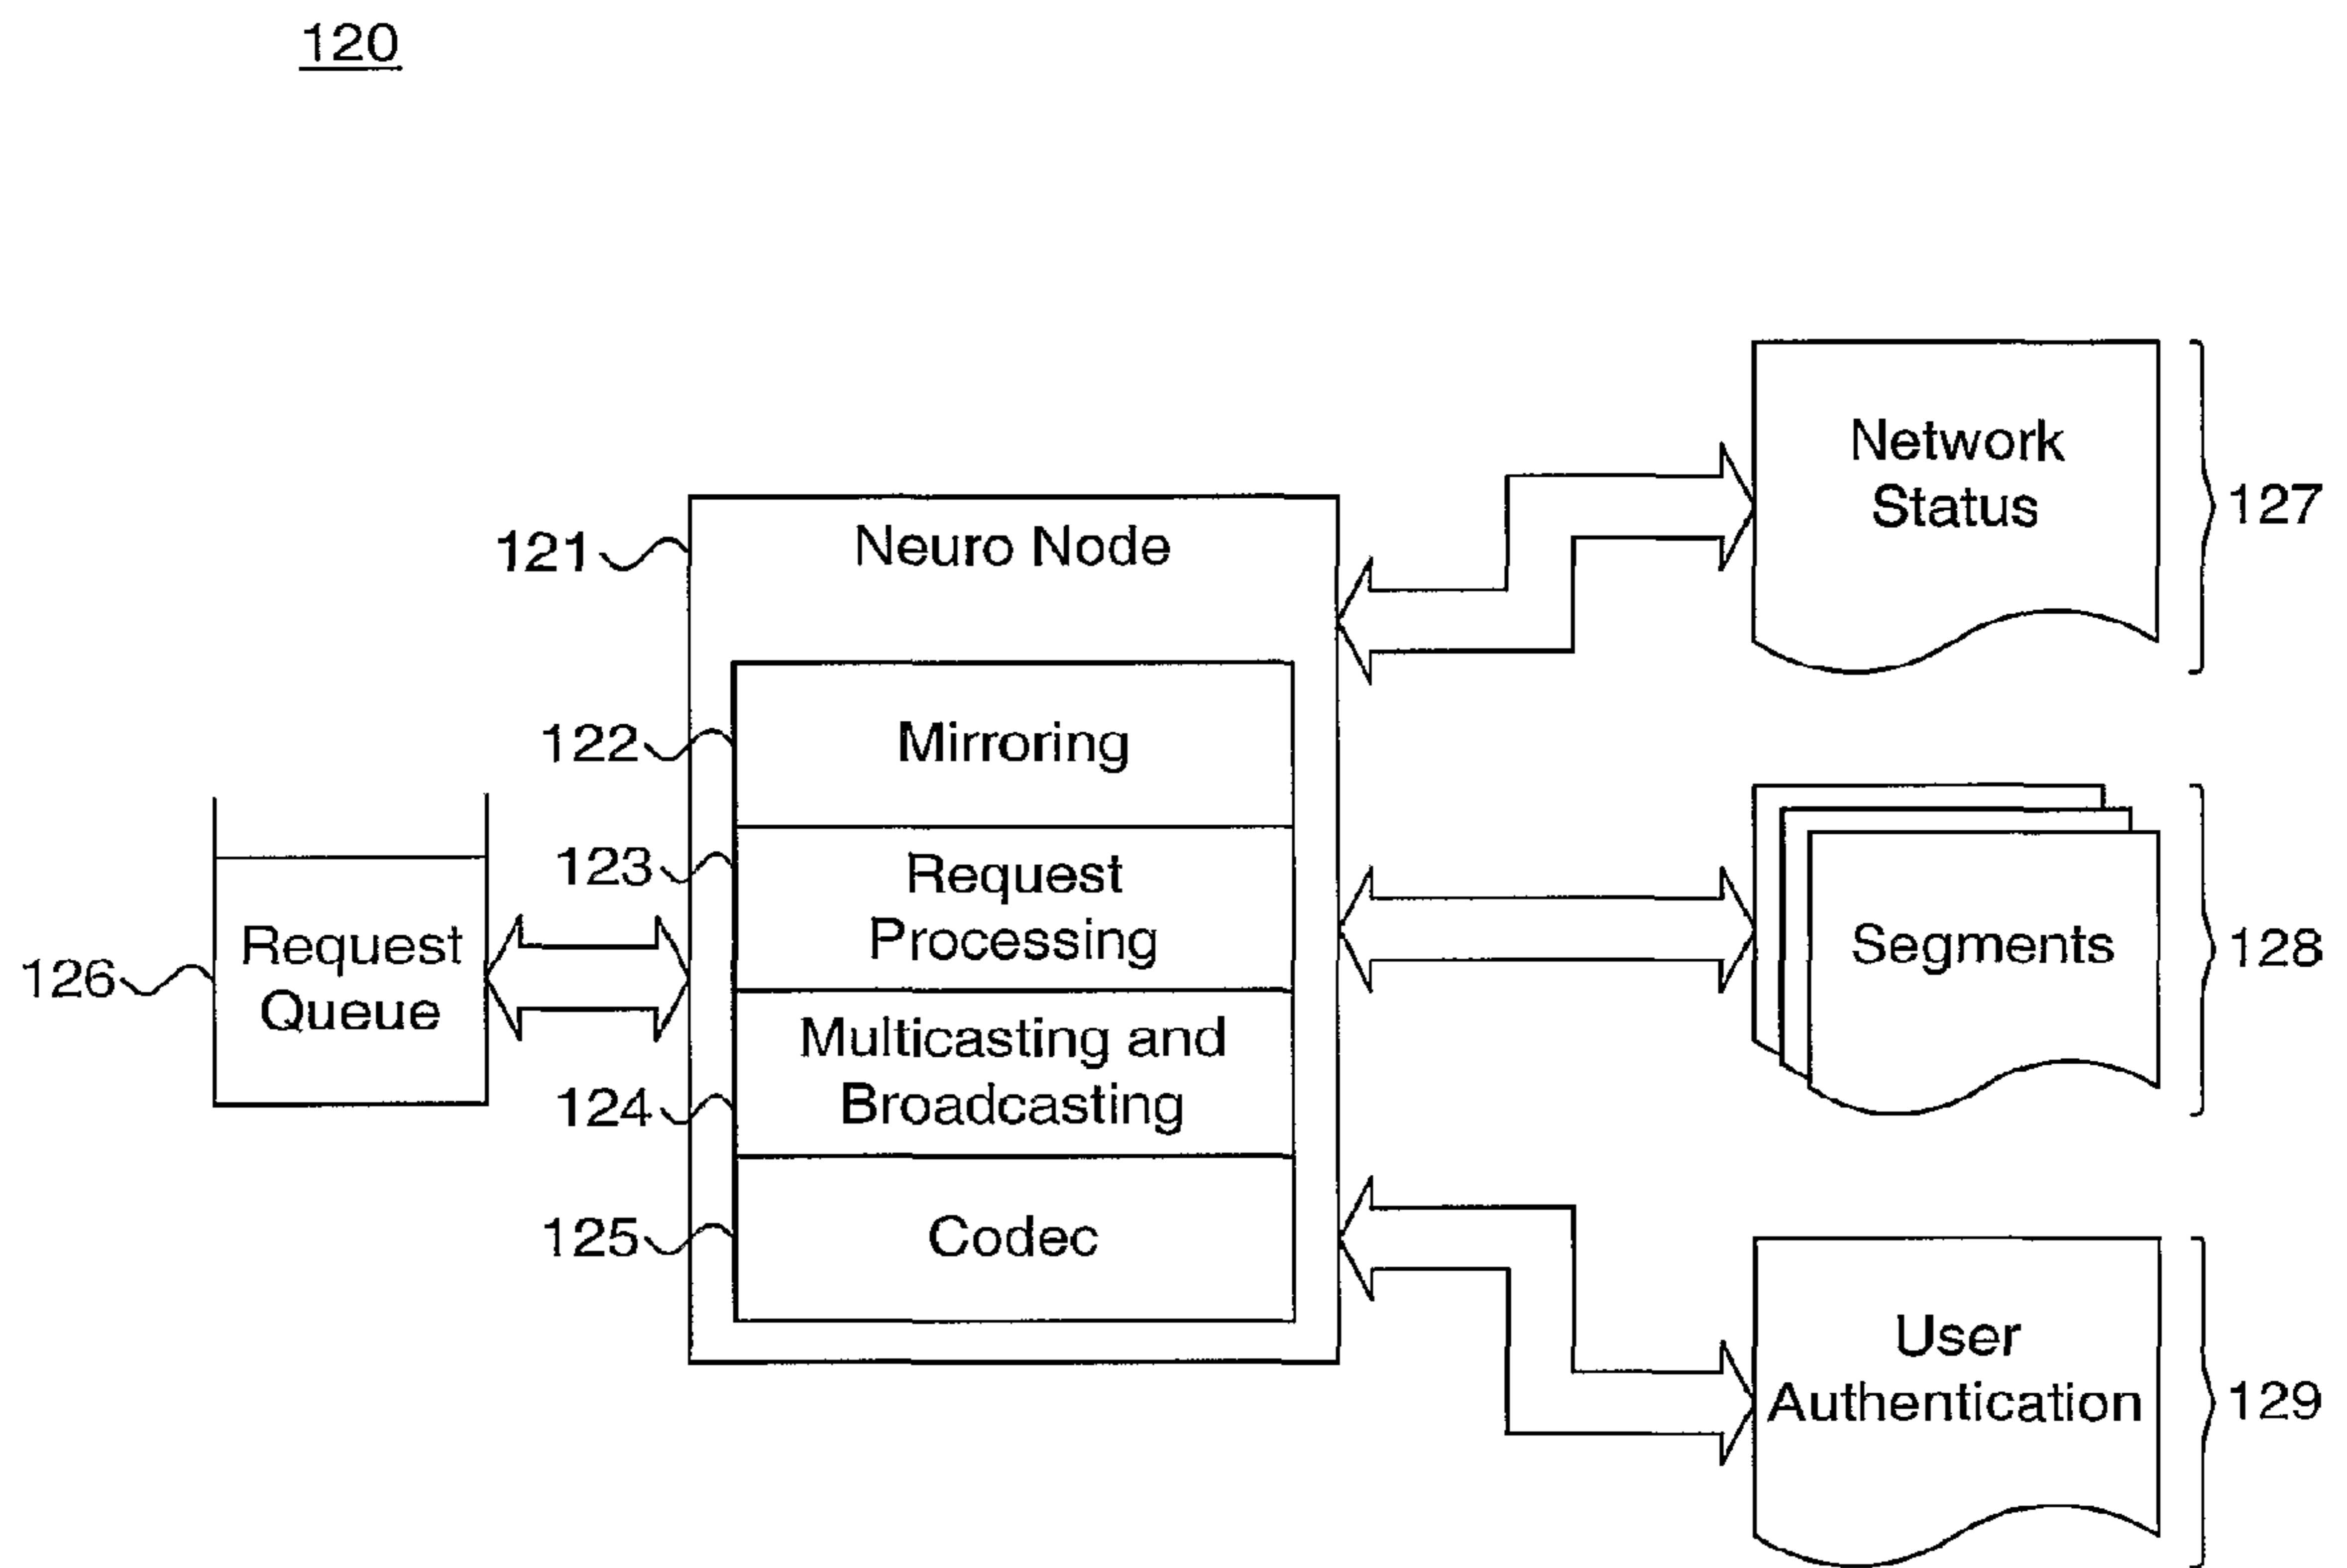 120
121
Neuro Node
122
Mirroring
123
Request
Processing
124
Multicasting and
Broadcasting
125
Codec
126
Request
Queue
Network
Status
127
Segments
128
User
Authentication
129